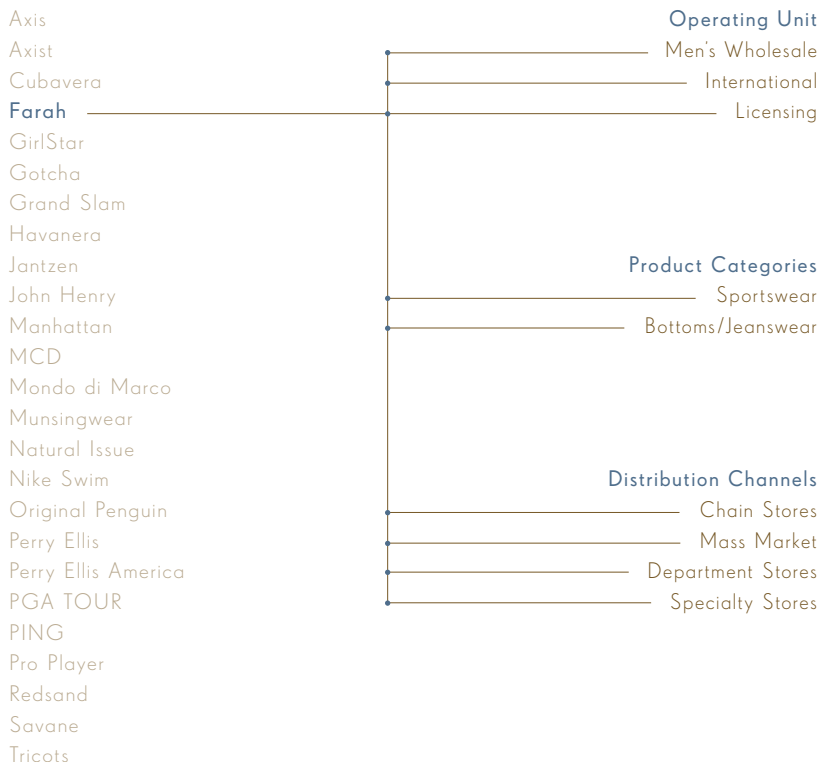 Axis
Axist
Cubavera
Farah
GirlStar
Gotcha
Grand Slam
Havanera
Jantzen
John Henry
Manhattan
MCD
Mondo di Marco
Munsingwear
Natural Issue
Nike Swim
Original Penguin
Perry Ellis
Perry Ellis America
PGA TOUR
PING
Pro Player
Redsand
Savane
Tricots
Operating Unit
Men's Wholesale
International
Licensing
Product Categories
Sportswear
Bottoms/Jeanswear
Distribution Channels
Chain Stores
Mass Market
Department Stores
Specialty Stores